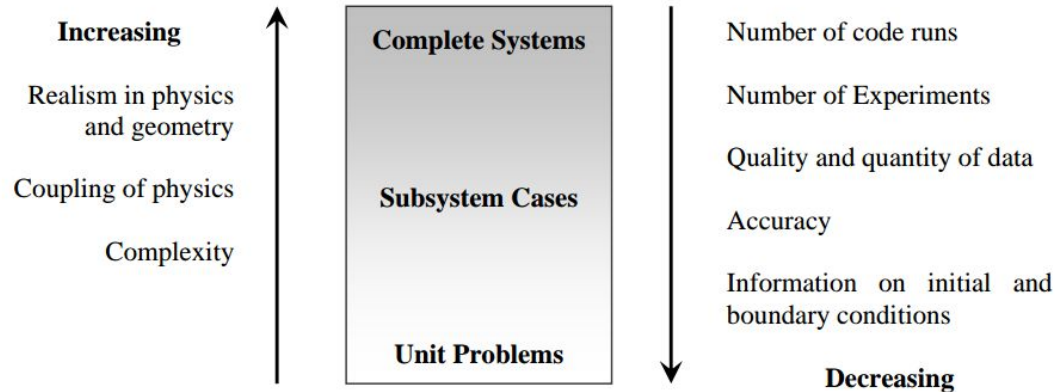 Increasing
Realism in physics
and geometry
Coupling of physics
Complexity
Complete Systems
Subsystem Cases
Unit Problems
Number of code runs
Number of Experiments
Quality and quantity of data
Accuracy
Information on initial and
boundary conditions
Decreasing